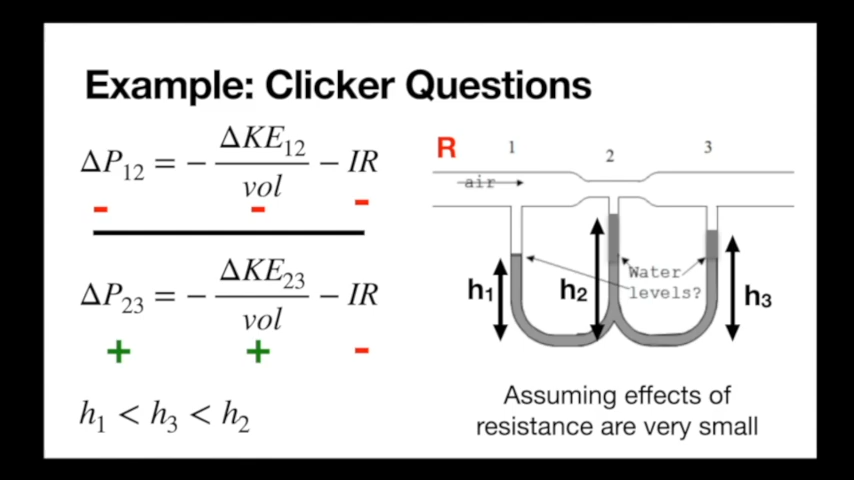 Example: Clicker Questions
ΔP₁₂ = − ΔKE₁₂/vol − IR
- - -
ΔP₂₃ = − ΔKE₂₃/vol − IR
+ + -
h₁ < h₃ < h₂
R 1 2 3
air
h₁ h₂ h₃
Water
levels?
Assuming effects of
resistance are very small